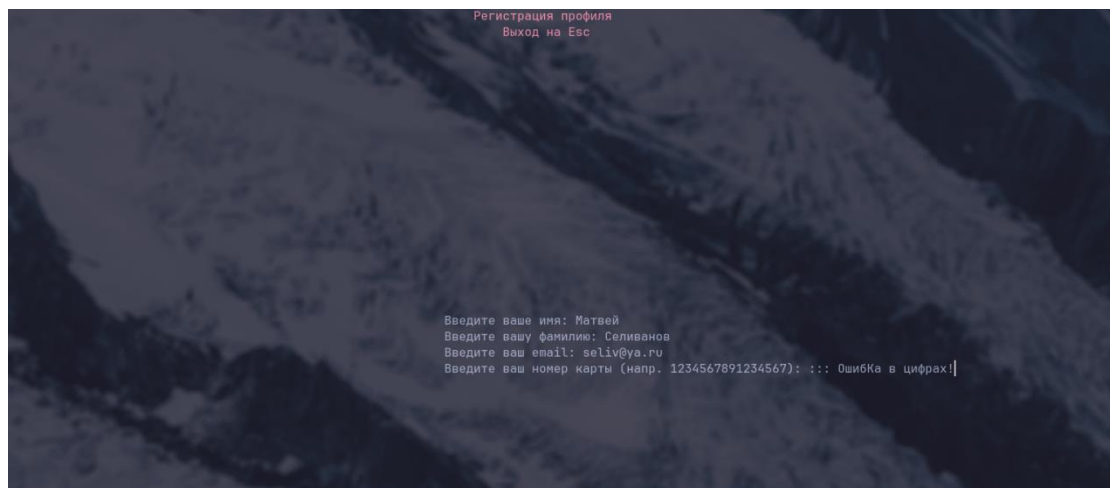 Регистрация профиля
Выход на Esc
Введите ваше имя: Матвей
Введите вашу фамилию: Селиванов
Введите ваш email: seliv@ya.ru
Введите ваш номер карты (напр. 1234567891234567): ::: ОшибКа в цифрах!